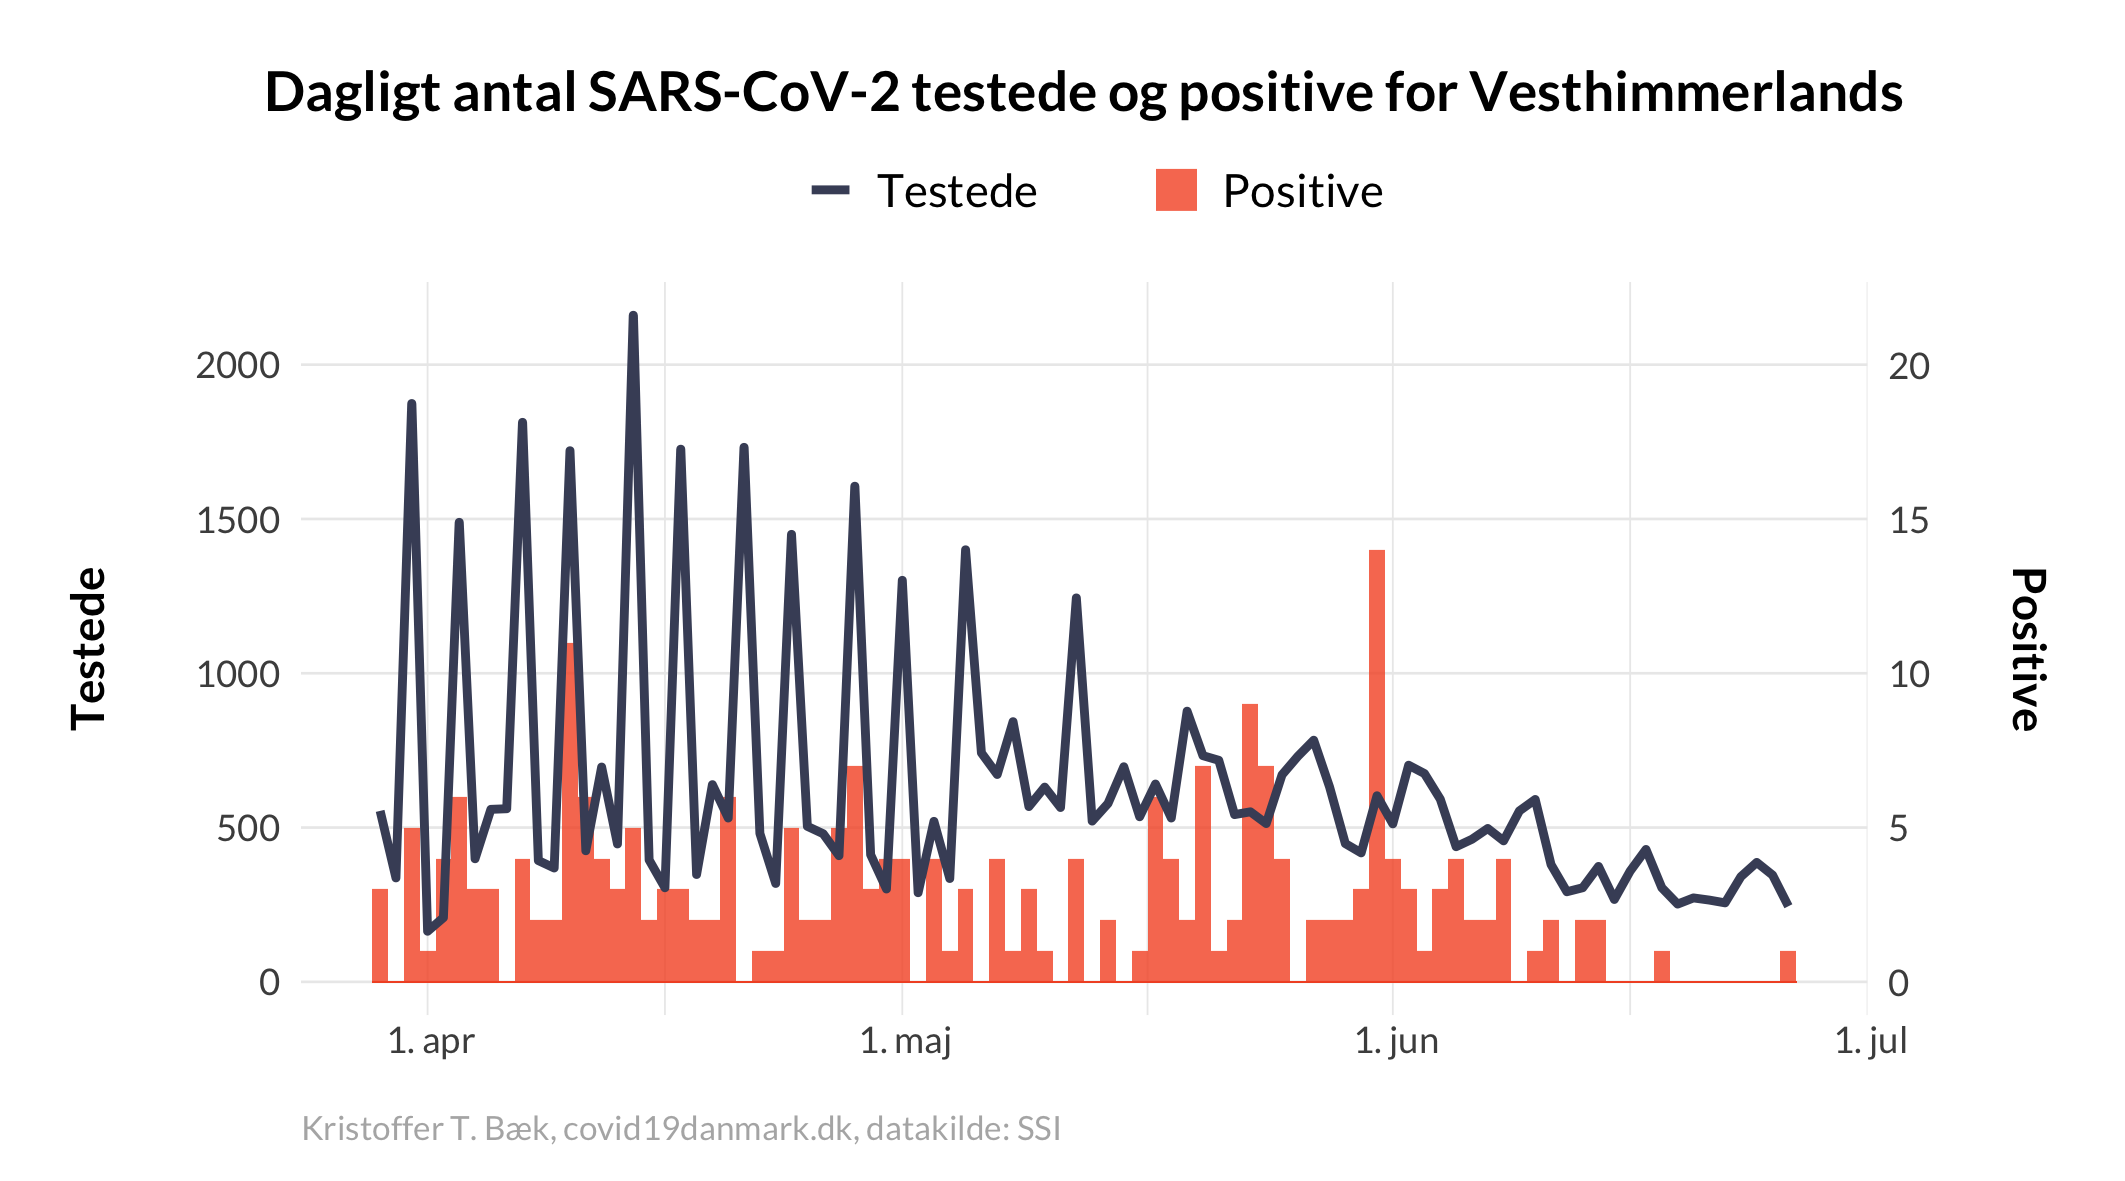 Dagligt antal SARS-CoV-2 testede og positive for Vesthimmerlands
Testede Positive
2000 20
1500 15
1000 10
500 5
0 0
Testede
Positive
1. apr 1. maj 1. jun 1. jul
Kristoffer T. Bæk, covid19danmark.dk, datakilde: SSI